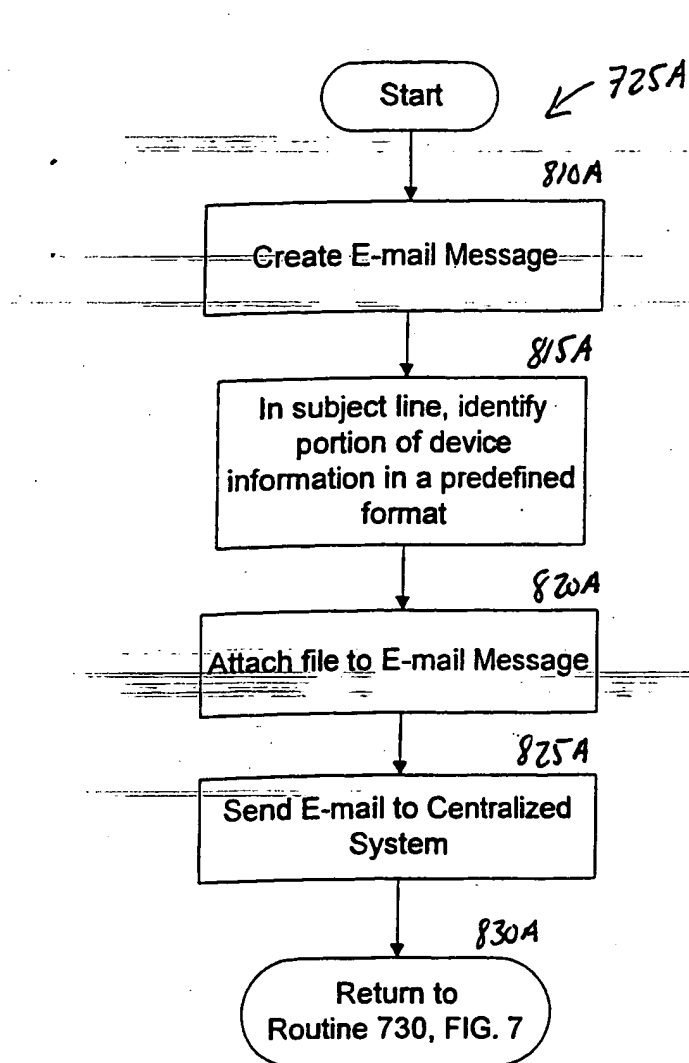 Start
725A
810A
Create E-mail Message
815A
In subject line, identify
portion of device
information in a predefined
format
820A
Attach file to E-mail Message
825A
Send E-mail to Centralized
System
830A
Return to
Routine 730, FIG. 7